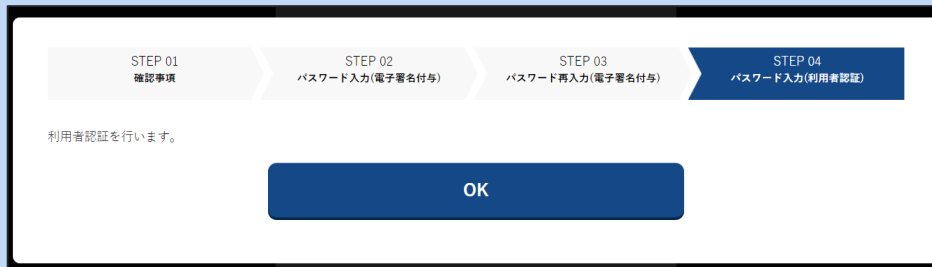 STEP 01
確認事項
STEP 02
パスワード入力(電子署名付与)
STEP 03
パスワード再入力(電子署名付与)
STEP 04
パスワード入力(利用者認証)
利用者認証を行います。
OK